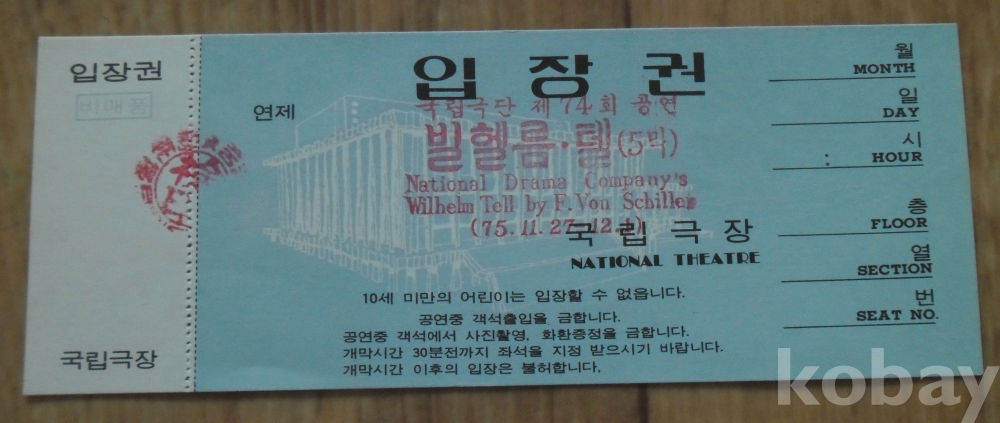 입장권
비매품
국립극장
입장권
연제
국립극단 제74회 공연
빌헬름·텔(5막)
National Drama Company's
Wilhelm Tell by F. Von Schiller
(75.11.27-12.1)
국립극장
NATIONAL THEATRE
10세 미만의 어린이는 입장할 수 없읍니다.
공연중 객석출입을 금합니다.
공연중 객석에서 사진촬영, 화환증정을 금합니다.
개막시간 30분전까지 좌석을 지정 받으시기 바랍니다.
개막시간 이후의 입장은 불허합니다.
월
MONTH
일
DAY
시
: HOUR
층
FLOOR
열
SECTION
번
SEAT NO.
kobay